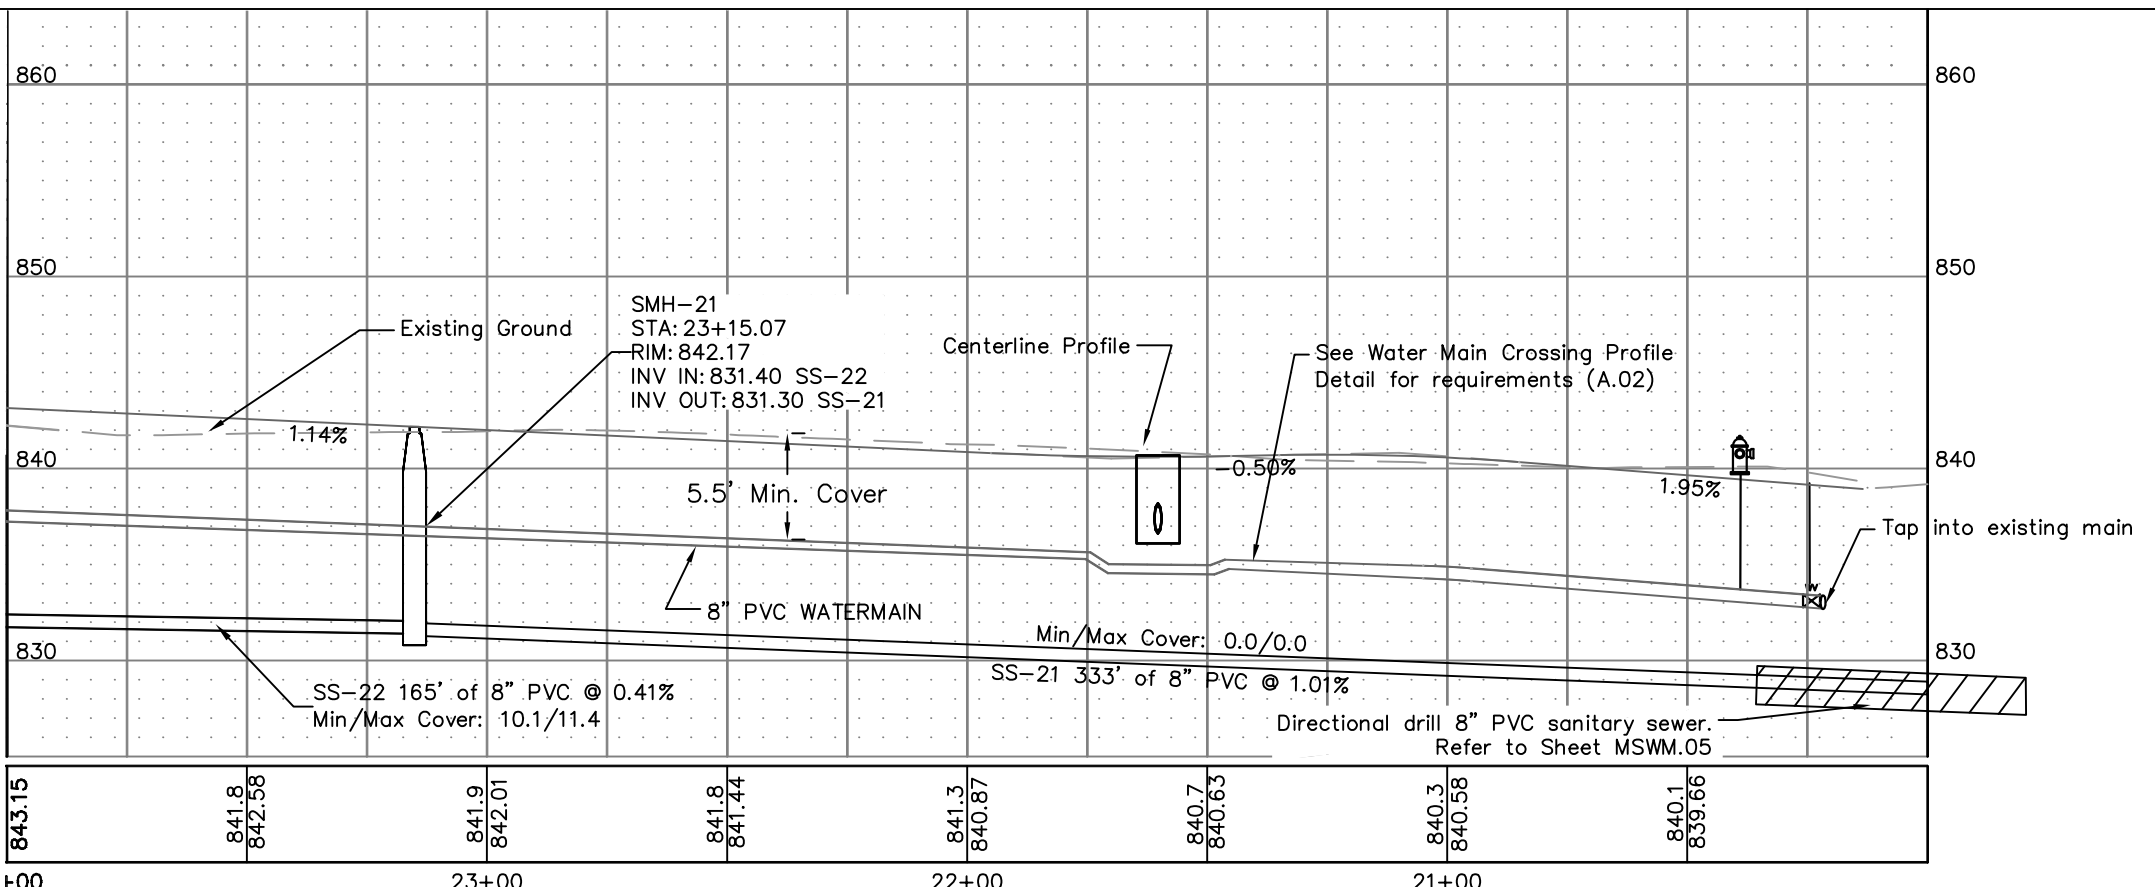 860
860
850
850
SMH-21
STA: 23+15.07
RIM: 842.17
INV IN: 831.40 SS-22
INV OUT: 831.30 SS-21
Existing Ground
Centerline Profile
See Water Main Crossing Profile
Detail for requirements (A.02)
1.14%
840
-0.50%
840
1.95%
5.5' Min. Cover
Tap into existing main
8" PVC WATERMAIN
Min/Max Cover: 0.0/0.0
830
830
SS-21 333' of 8" PVC @ 1.01%
SS-22 165' of 8" PVC @ 0.41%
Min/Max Cover: 10.1/11.4
Directional drill 8" PVC sanitary sewer.
Refer to Sheet MSWM.05
843.15
841.8
842.58
841.9
842.01
841.8
841.44
841.3
840.87
840.7
840.63
840.3
840.58
840.1
839.66
+00
23+00
22+00
21+00